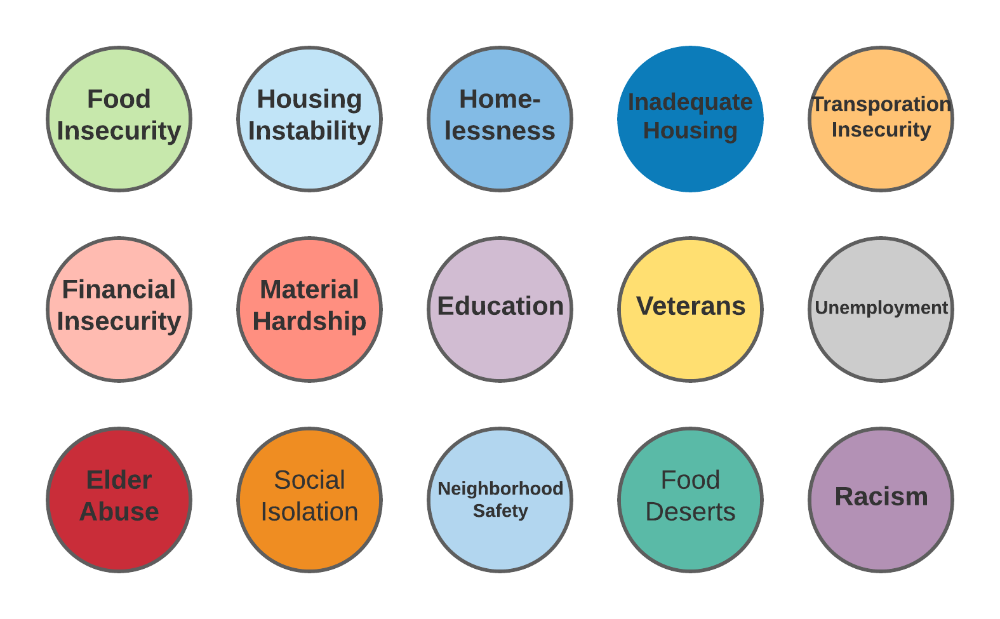 Food
Insecurity
Housing
Instability
Home-
lessness
Inadequate
Housing
Transporation
Insecurity
Financial
Insecurity
Material
Hardship
Education
Veterans
Unemployment
Elder
Abuse
Social
Isolation
Neighborhood
Safety
Food
Deserts
Racism